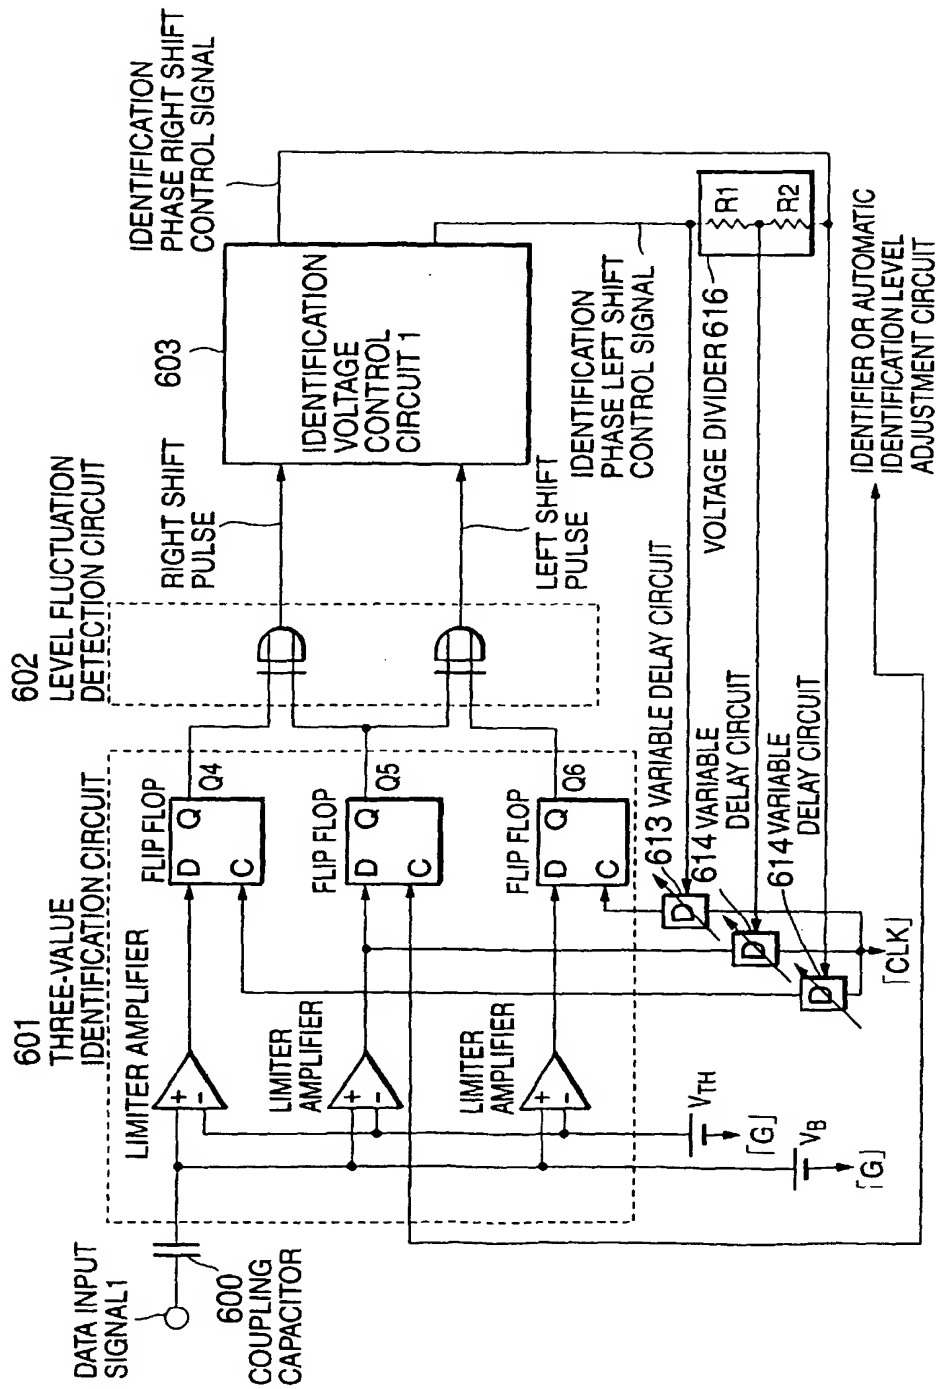 DATA INPUT
SIGNAL1
600
COUPLING
CAPACITOR
601
THREE-VALUE
IDENTIFICATION CIRCUIT
LIMITER AMPLIFIER
+
-
LIMITER
AMPLIFIER
+
-
LIMITER
AMPLIFIER
+
-
VTH
「G」
VB
「G」
FLIP FLOP
D
Q
C
Q4
FLIP FLOP
D
Q
C
Q5
FLIP FLOP
D
Q
C
Q6
602
LEVEL FLUCTUATION
DETECTION CIRCUIT
RIGHT SHIFT
PULSE
LEFT SHIFT
PULSE
603
IDENTIFICATION
VOLTAGE
CONTROL
CIRCUIT 1
IDENTIFICATION
PHASE RIGHT SHIFT
CONTROL SIGNAL
IDENTIFICATION
PHASE LEFT SHIFT
CONTROL SIGNAL
VOLTAGE DIVIDER 616
R1
R2
613 VARIABLE DELAY CIRCUIT
D
614 VARIABLE
DELAY CIRCUIT
D
614 VARIABLE
DELAY CIRCUIT
D
「CLK」
IDENTIFIER OR AUTOMATIC
IDENTIFICATION LEVEL
ADJUSTMENT CIRCUIT